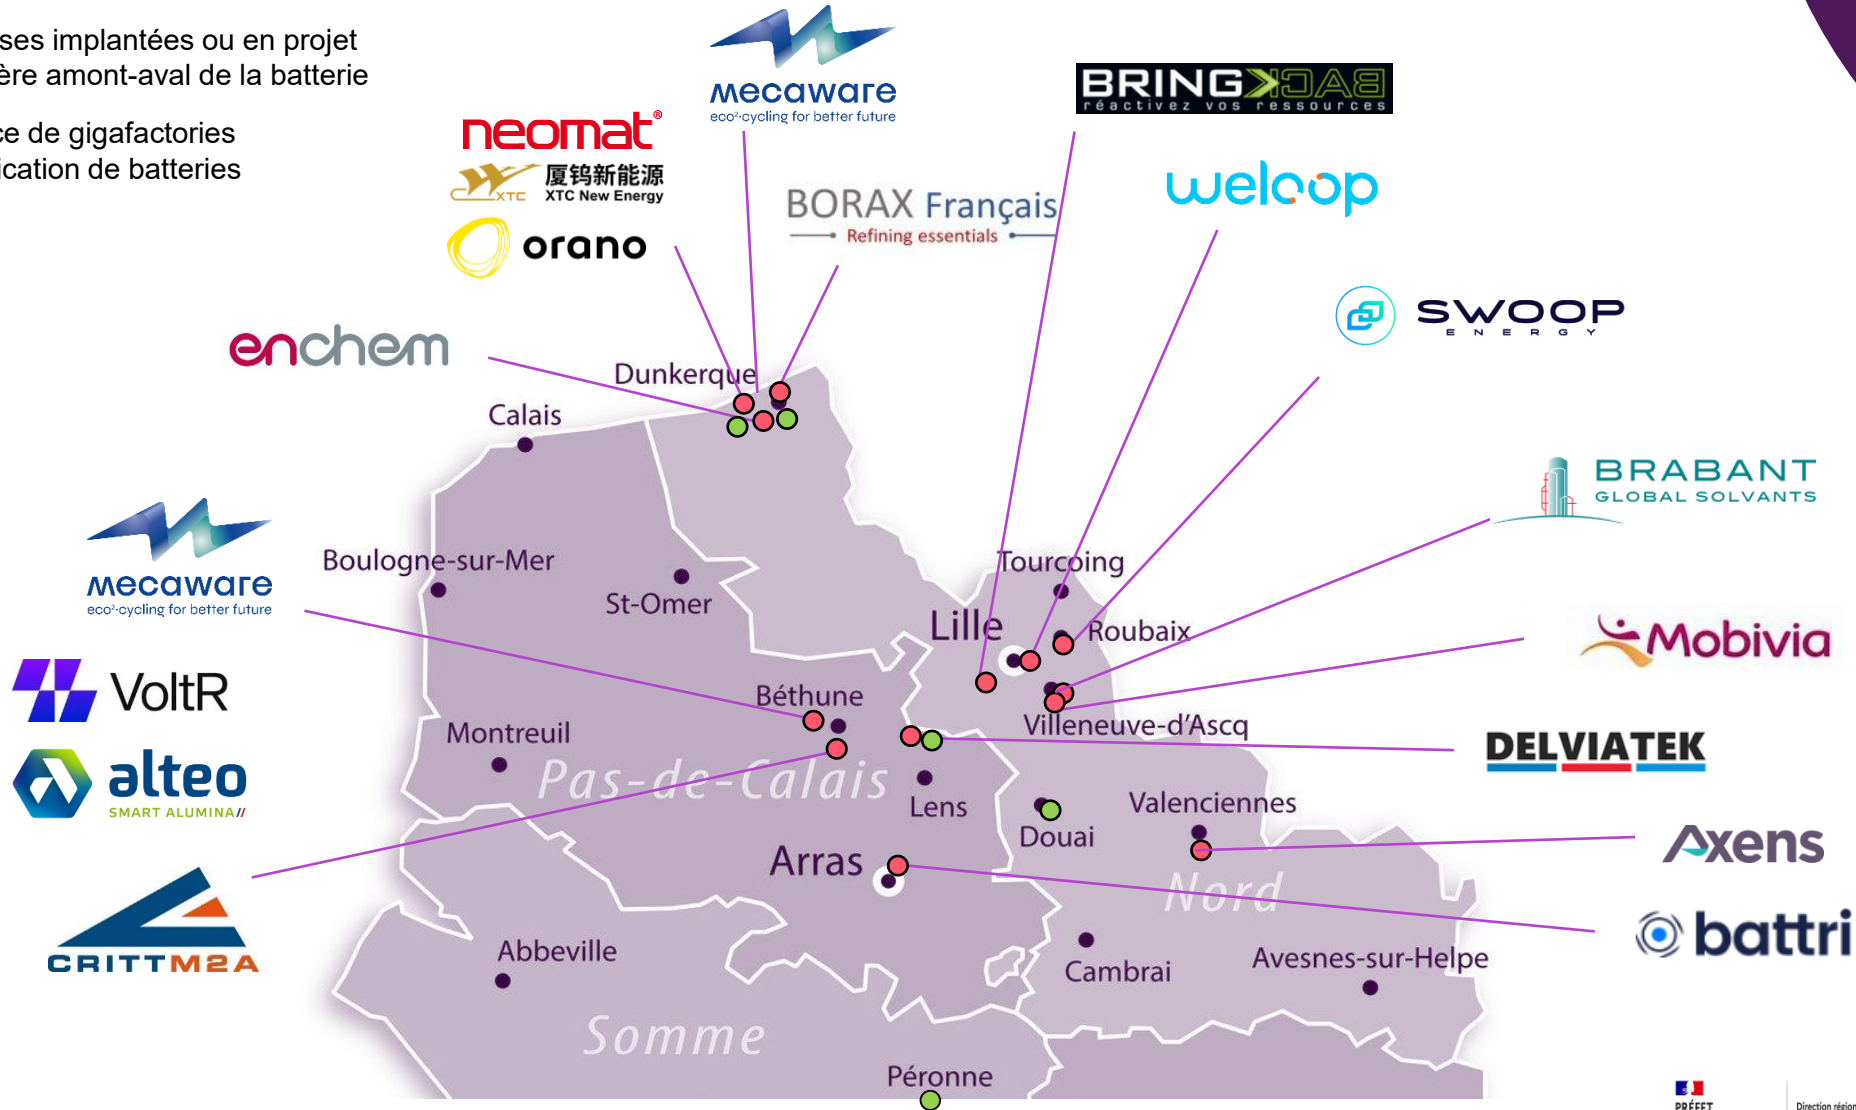 ses implantées ou en projet
ère amont-aval de la batterie
ce de gigafactories
ication de batteries
mecaware
eco²-cycling for better future
BRINGBACK
réactivez vos ressources
neomat®
XTC
厦钨新能源
XTC New Energy
orano
BORAX Français
Refining essentials
weloop
SWOOP
ENERGY
enchem
Dunkerque
Calais
BRABANT
GLOBAL SOLVANTS
mecaware
eco²-cycling for better future
Boulogne-sur-Mer
St-Omer
Tourcoing
Lille
Roubaix
Mobivia
VoltR
Béthune
Villeneuve-d'Ascq
Montreuil
DELVIATEK
alteo
SMART ALUMINA//
Pas-de-Calais
Lens
Douai
Valenciennes
Axens
Arras
Nord
battri
CRITTM2A
Abbeville
Cambrai
Avesnes-sur-Helpe
Somme
Péronne
PRÉFET
Direction région